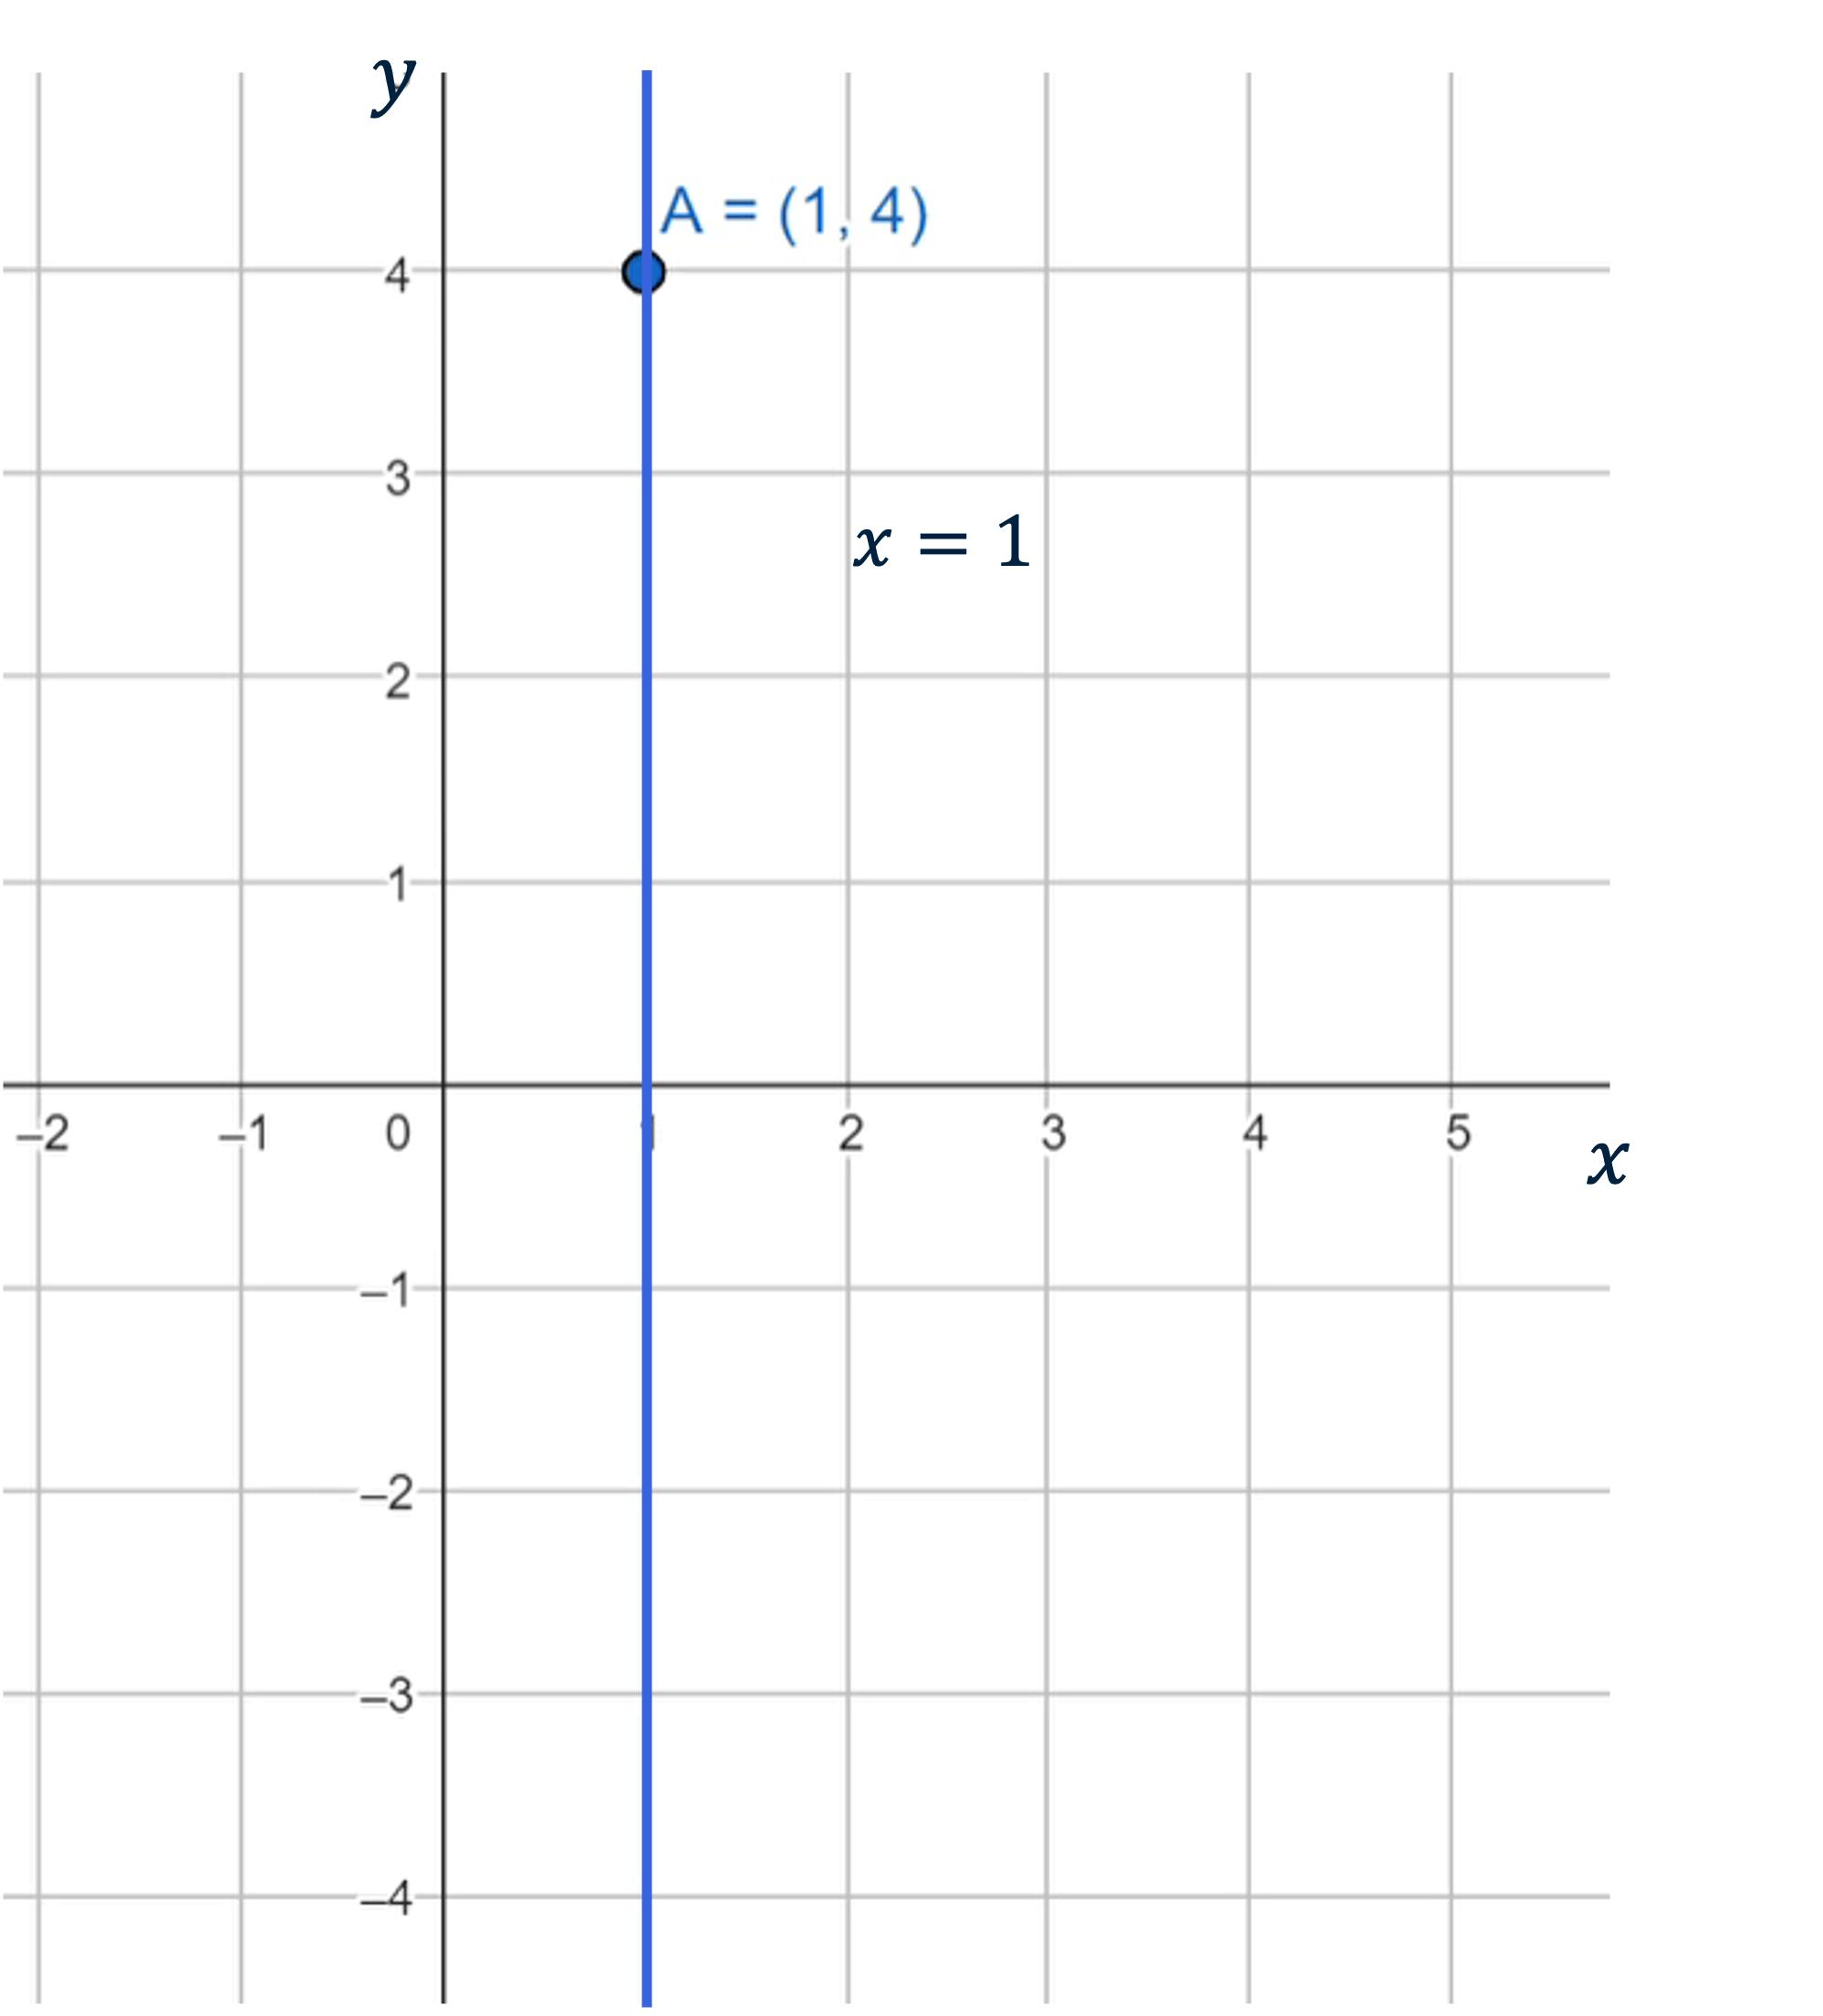 y
A = (1, 4)
4
3
x = 1
2
1
–2 –1 0 1 2 3 4 5
x
–1
–2
–3
–4